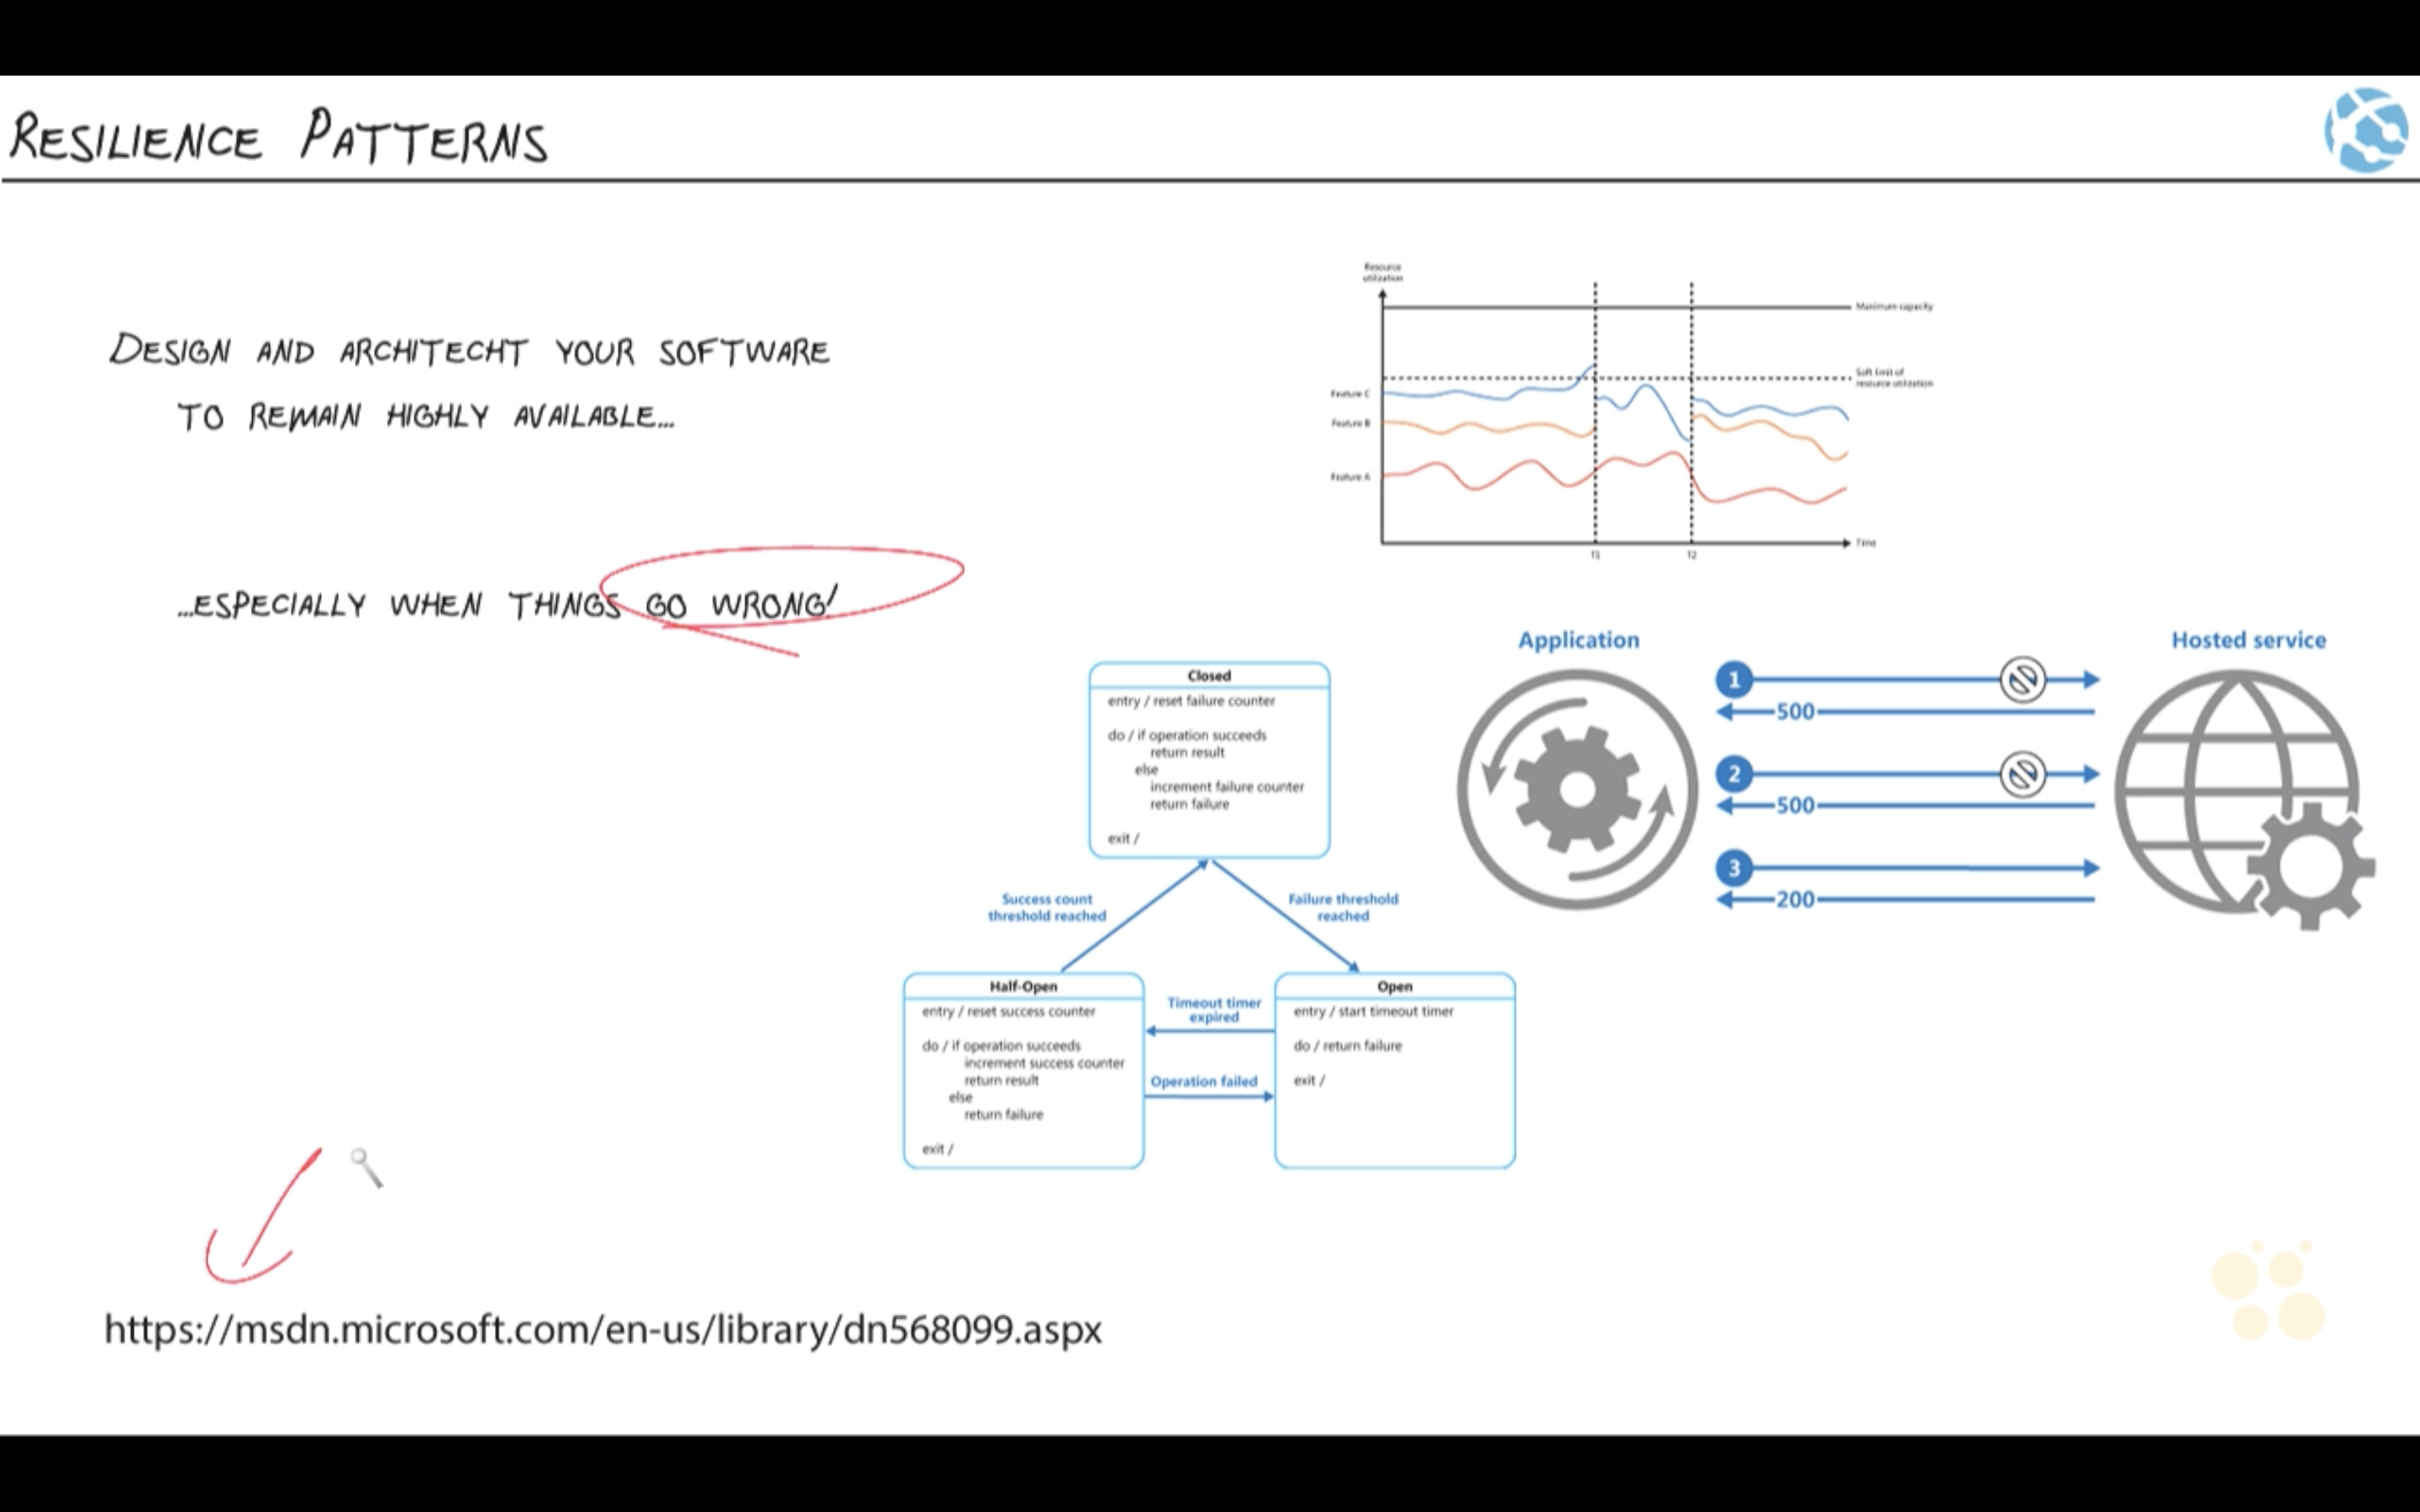 RESILIENCE PATTERNS
DESIGN AND ARCHITECHT YOUR SOFTWARE
TO REMAIN HIGHLY AVAILABLE...
...ESPECIALLY WHEN THINGS GO WRONG!
Resource
utilization
Maximum capacity
Soft limit of
resource utilization
Feature C
Feature B
Feature A
Time
T1
T2
Application
Hosted service
1
500
2
500
3
200
Closed
entry / reset failure counter
do / if operation succeeds
return result
else
increment failure counter
return failure
exit /
Success count
threshold reached
Failure threshold
reached
Half-Open
entry / reset success counter
do / if operation succeeds
increment success counter
return result
else
return failure
exit /
Timeout timer
expired
Operation failed
Open
entry / start timeout timer
do / return failure
exit /
https://msdn.microsoft.com/en-us/library/dn568099.aspx